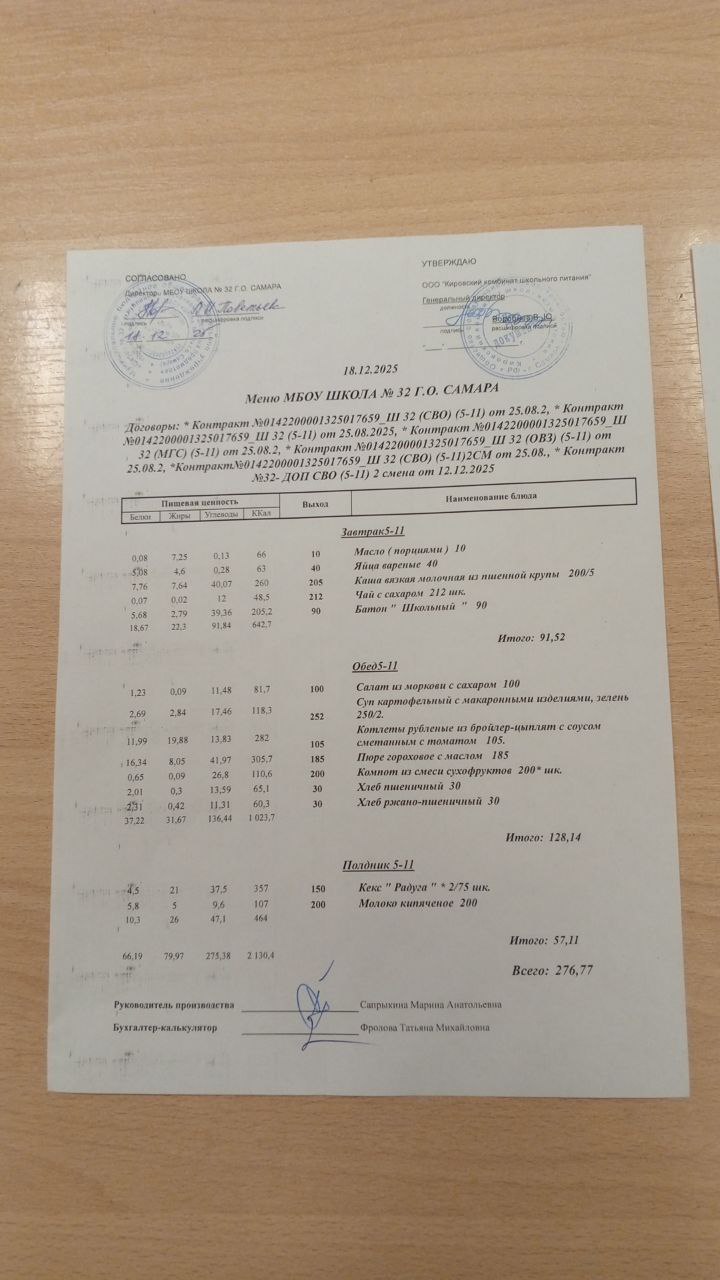 СОГЛАСОВАНО
Директор МБОУ ШКОЛА № 32 Г.О. САМАРА
подпись расшифровка подписи
18 12 25
УТВЕРЖДАЮ
ООО "Кировский комбинат школьного питания"
Генеральный директор
должность
подпись расшифровка подписи
18.12.2025
Меню МБОУ ШКОЛА № 32 Г.О. САМАРА
Договоры: * Контракт №0142200001325017659_Ш 32 (СВО) (5-11) от 25.08.2, * Контракт
№0142200001325017659_Ш 32 (5-11) от 25.08.2025, * Контракт №0142200001325017659_Ш
32 (МГС) (5-11) от 25.08.2, * Контракт №0142200001325017659_Ш 32 (ОВЗ) (5-11) от
25.08.2, *Контракт№0142200001325017659_Ш 32 (СВО) (5-11)2СМ от 25.08., * Контракт
№32- ДОП СВО (5-11) 2 смена от 12.12.2025
Пищевая ценность Выход Наименование блюда
Белки Жиры Углеводы ККал
Завтрак5-11
0,08 7,25 0,13 66 10 Масло ( порциями ) 10
5,08 4,6 0,28 63 40 Яйца вареные 40
7,76 7,64 40,07 260 205 Каша вязкая молочная из пшенной крупы 200/5
0,07 0,02 12 48,5 212 Чай с сахаром 212 шк.
5,68 2,79 39,36 205,2 90 Батон " Школьный " 90
18,67 22,3 91,84 642,7
Итого: 91,52
Обед5-11
1,23 0,09 11,48 81,7 100 Салат из моркови с сахаром 100
2,69 2,84 17,46 118,3 252 Суп картофельный с макаронными изделиями, зелень
250/2.
11,99 19,88 13,83 282 105 Котлеты рубленые из бройлер-цыплят с соусом
сметанным с томатом 105.
16,34 8,05 41,97 305,7 185 Пюре гороховое с маслом 185
0,65 0,09 26,8 110,6 200 Компот из смеси сухофруктов 200* шк.
2,01 0,3 13,59 65,1 30 Хлеб пшеничный 30
2,31 0,42 11,31 60,3 30 Хлеб ржано-пшеничный 30
37,22 31,67 136,44 1 023,7
Итого: 128,14
Полдник 5-11
4,5 21 37,5 357 150 Кекс " Радуга " * 2/75 шк.
5,8 5 9,6 107 200 Молоко кипяченое 200
10,3 26 47,1 464
Итого: 57,11
66,19 79,97 275,38 2 130,4
Всего: 276,77
Руководитель производства Сапрыкина Марина Анатольевна
Бухгалтер-калькулятор Фролова Татьяна Михайловна